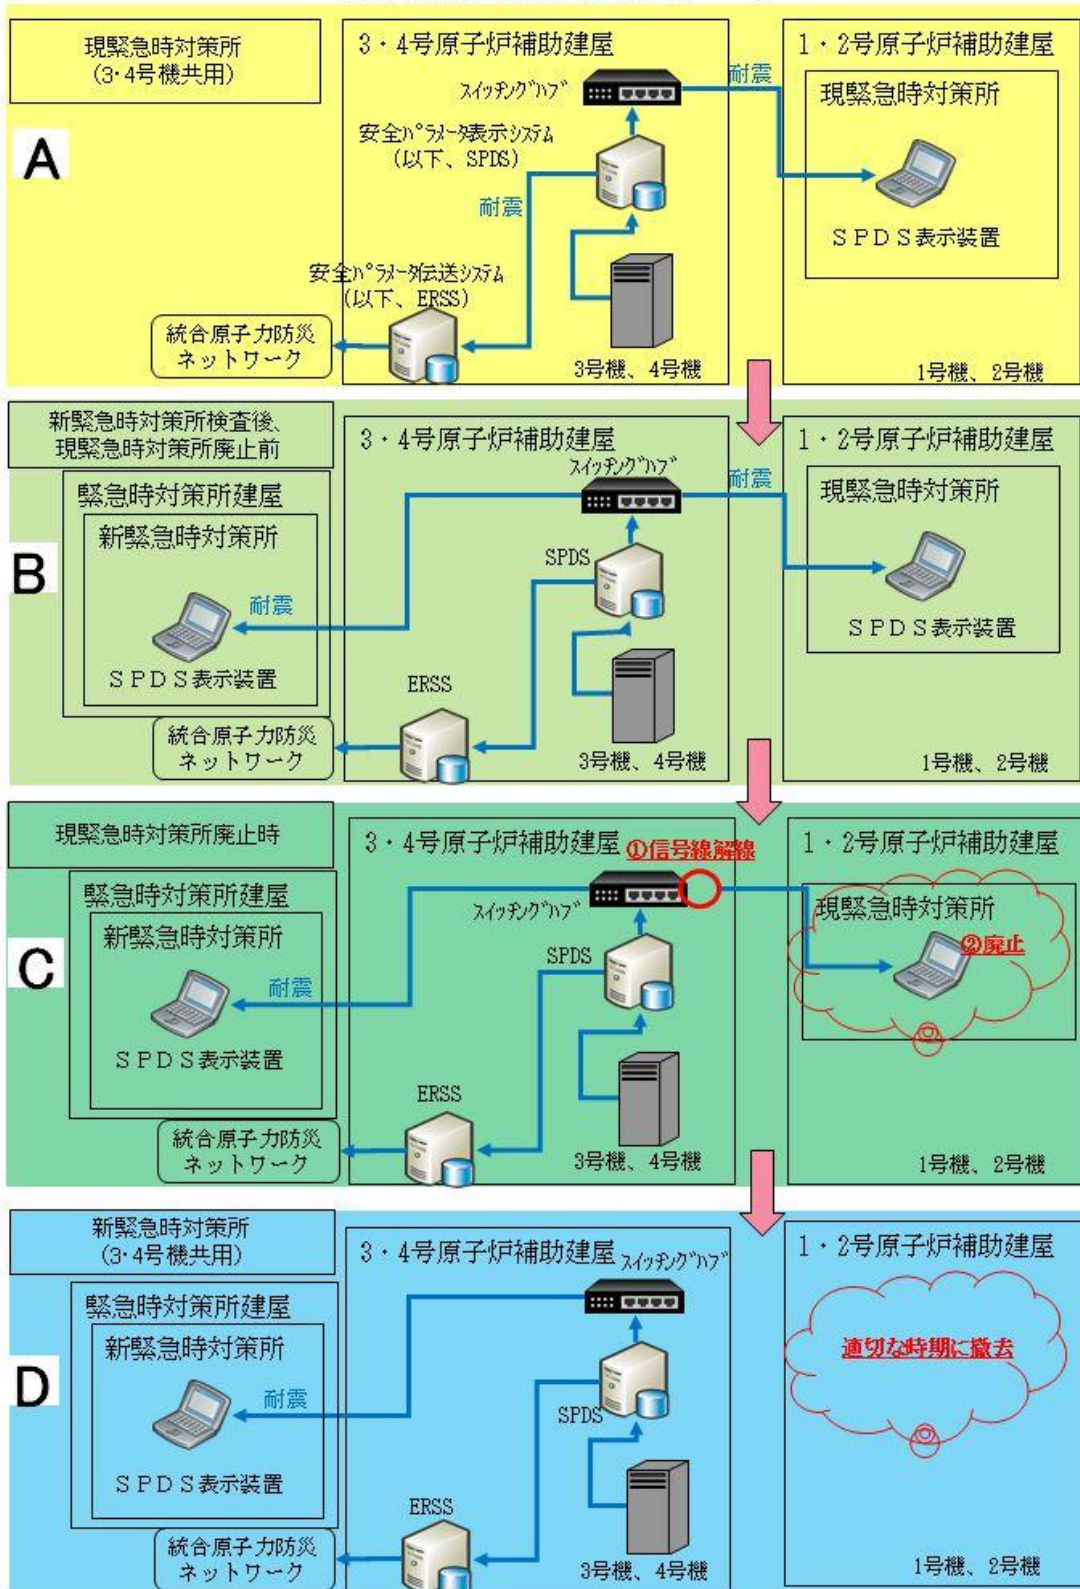 現緊急時対策所
(3・4号機共用)
3・4号原子炉補助建屋
1・2号原子炉補助建屋
スイッチングハブ
耐震
現緊急時対策所
A
安全パラメータ表示システム
(以下、SPDS)
耐震
SPDS表示装置
安全パラメータ伝送システム
(以下、ERSS)
統合原子力防災
ネットワーク
3号機、4号機
1号機、2号機
新緊急時対策所検査後、
現緊急時対策所廃止前
3・4号原子炉補助建屋
1・2号原子炉補助建屋
スイッチングハブ
耐震
緊急時対策所建屋
現緊急時対策所
新緊急時対策所
B
SPDS
耐震
SPDS表示装置
SPDS表示装置
ERSS
統合原子力防災
ネットワーク
3号機、4号機
1号機、2号機
現緊急時対策所廃止時
3・4号原子炉補助建屋
①信号線解線
1・2号原子炉補助建屋
緊急時対策所建屋
スイッチングハブ
現緊急時対策所
新緊急時対策所
②廃止
C
SPDS
耐震
SPDS表示装置
ERSS
統合原子力防災
ネットワーク
3号機、4号機
1号機、2号機
新緊急時対策所
(3・4号機共用)
3・4号原子炉補助建屋
スイッチングハブ
1・2号原子炉補助建屋
緊急時対策所建屋
新緊急時対策所
適切な時期に撤去
D
耐震
SPDS
SPDS表示装置
ERSS
統合原子力防災
ネットワーク
3号機、4号機
1号機、2号機